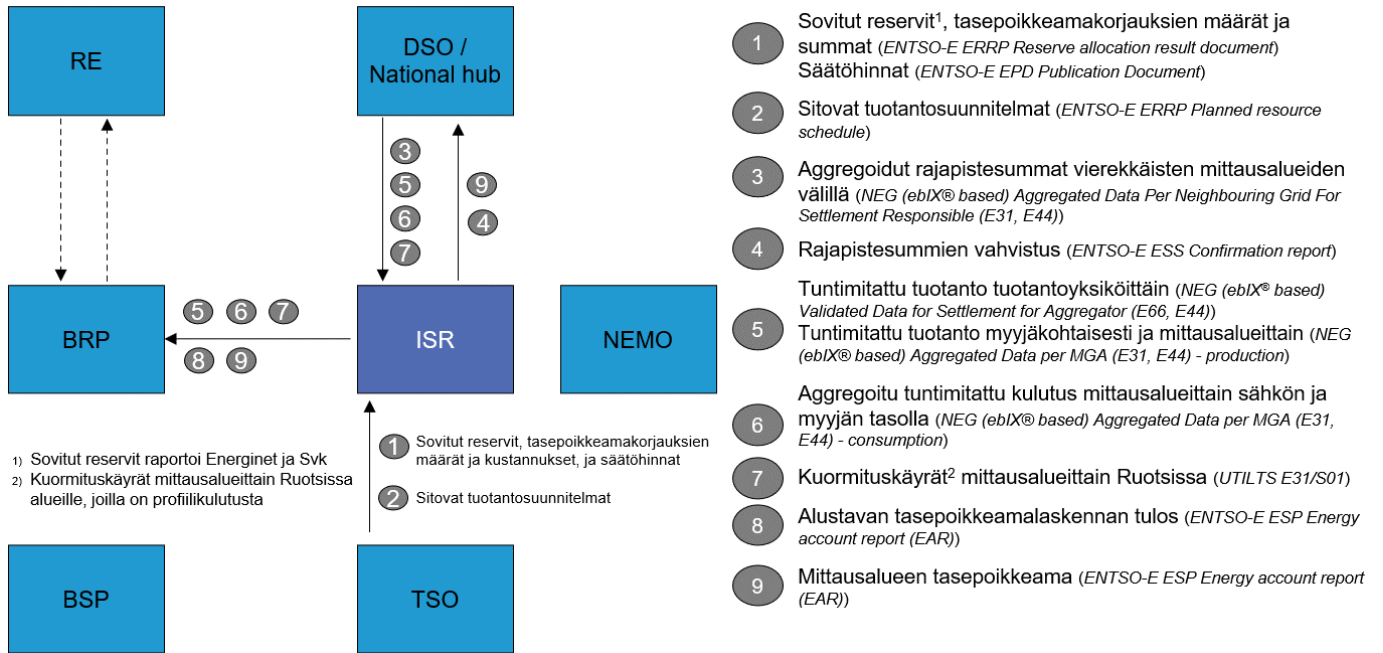 RE
DSO /
National hub
3
5
6
7
9
4
BRP
5 6 7
8 9
ISR
NEMO
1) Sovitut reservit raportoi Energinet ja Svk
2) Kuormituskäyrät mittausalueittain Ruotsissa
alueille, joilla on profiilikulutusta
1 Sovitut reservit, tasepoikkeamakorjauksien
määrät ja kustannukset, ja säätöhinnat
2 Sitovat tuotantosuunnitelmat
BSP
TSO
1 Sovitut reservit¹, tasepoikkeamakorjauksien määrät ja
summat (ENTSO-E ERRP Reserve allocation result document)
Säätöhinnat (ENTSO-E EPD Publication Document)
2 Sitovat tuotantosuunnitelmat (ENTSO-E ERRP Planned resource
schedule)
3 Aggregoidut rajapistesummat vierekkäisten mittausalueiden
välillä (NEG (ebIX® based) Aggregated Data Per Neighbouring Grid For
Settlement Responsible (E31, E44))
4 Rajapistesummien vahvistus (ENTSO-E ESS Confirmation report)
5 Tuntimitattu tuotanto tuotantoyksiköittäin (NEG (ebIX® based)
Validated Data for Settlement for Aggregator (E66, E44))
Tuntimitattu tuotanto myyjäkohtaisesti ja mittausalueittain (NEG
(ebIX® based) Aggregated Data per MGA (E31, E44) - production)
6 Aggregoitu tuntimitattu kulutus mittausalueittain sähkön ja
myyjän tasolla (NEG (ebIX® based) Aggregated Data per MGA (E31,
E44) - consumption)
7 Kuormituskäyrät² mittausalueittain Ruotsissa (UTILTS E31/S01)
8 Alustavan tasepoikkeamalaskennan tulos (ENTSO-E ESP Energy
account report (EAR))
9 Mittausalueen tasepoikkeama (ENTSO-E ESP Energy account report
(EAR))